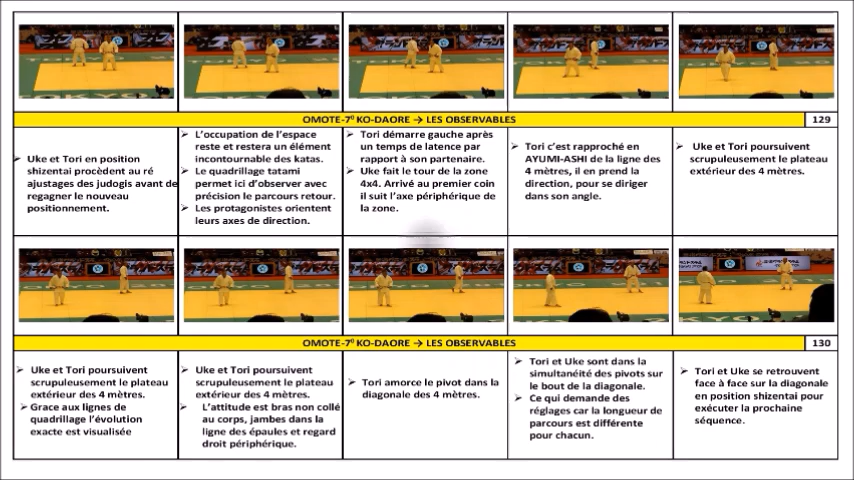 OMOTE-7° KO-DAORE → LES OBSERVABLES
129
➢ Uke et Tori en position
shizentai procèdent au ré
ajustages des judogis avant de
regagner le nouveau
positionnement.
➢ L’occupation de l’espace
reste et restera un élément
incontournable des katas.
➢ Le quadrillage tatami
permet ici d’observer avec
précision le parcours retour.
➢ Les protagonistes orientent
leurs axes de direction.
➢ Tori démarre gauche après
un temps de latence par
rapport à son partenaire.
➢ Uke fait le tour de la zone
4x4. Arrivé au premier coin
il suit l’axe périphérique de
la zone.
➢ Tori c’est rapproché en
AYUMI-ASHI de la ligne des
4 mètres, il en prend la
direction, pour se diriger
dans son angle.
➢ Uke et Tori poursuivent
scrupuleusement le plateau
extérieur des 4 mètres.
OMOTE-7° KO-DAORE → LES OBSERVABLES
130
➢ Uke et Tori poursuivent
scrupuleusement le plateau
extérieur des 4 mètres.
➢ Grace aux lignes de
quadrillage l’évolution
exacte est visualisée
➢ Uke et Tori poursuivent
scrupuleusement le plateau
extérieur des 4 mètres.
➢ L’attitude est bras non collé
au corps, jambes dans la
ligne des épaules et regard
droit périphérique.
➢ Tori amorce le pivot dans la
diagonale des 4 mètres.
➢ Tori et Uke sont dans la
simultanéité des pivots sur
le bout de la diagonale.
➢ Ce qui demande des
réglages car la longueur de
parcours est différente
pour chacun.
➢ Tori et Uke se retrouvent
face à face sur la diagonale
en position shizentai pour
exécuter la prochaine
séquence.